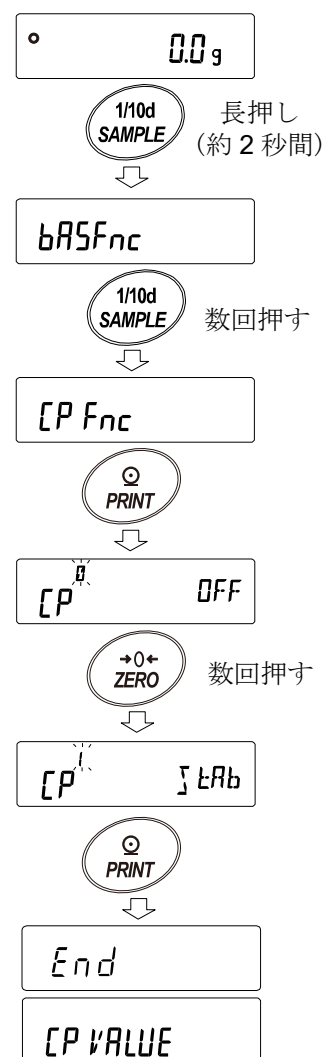 0.0 g
1/10d
SAMPLE
長押し
(約 2 秒間)
bASFnc
1/10d
SAMPLE
数回押す
CP Fnc
PRINT
0
CP OFF
→0←
ZERO
数回押す
1
CP StAb
PRINT
End
CP VALUE